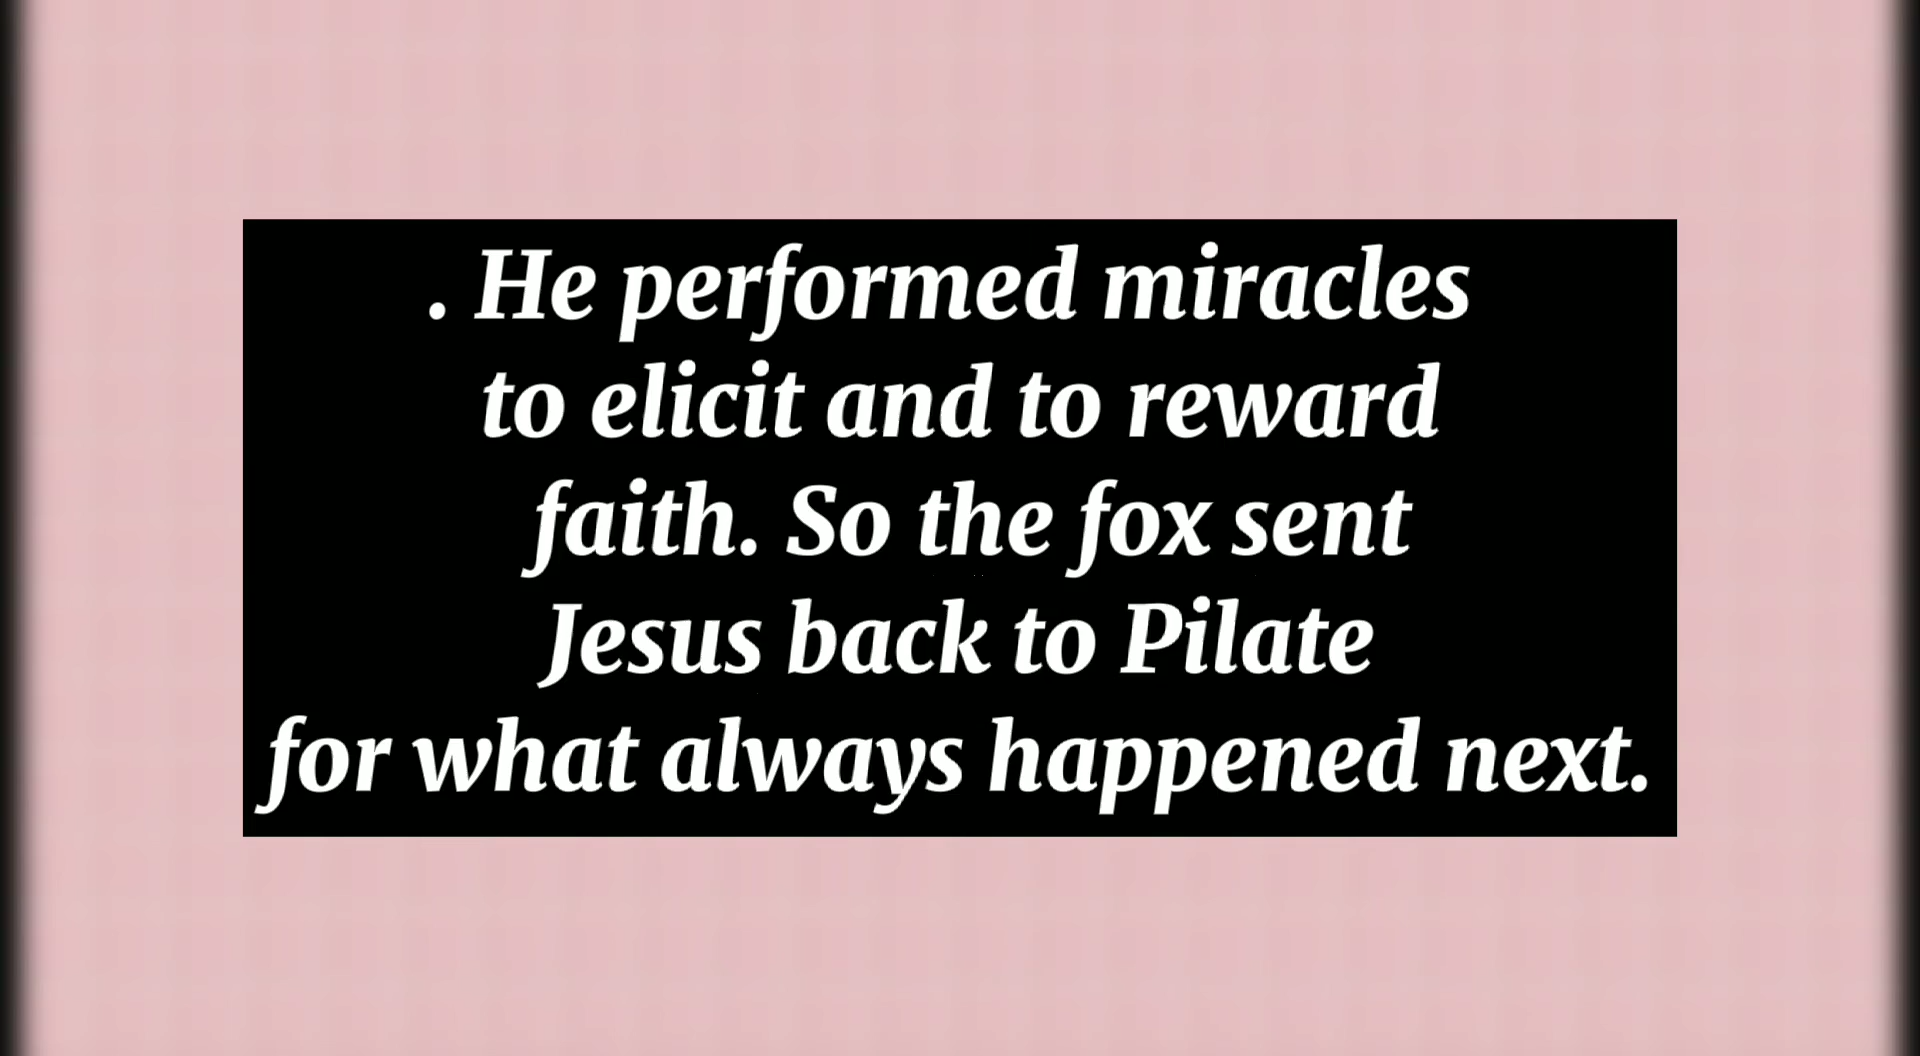 . He performed miracles
to elicit and to reward
faith. So the fox sent
Jesus back to Pilate
for what always happened next.